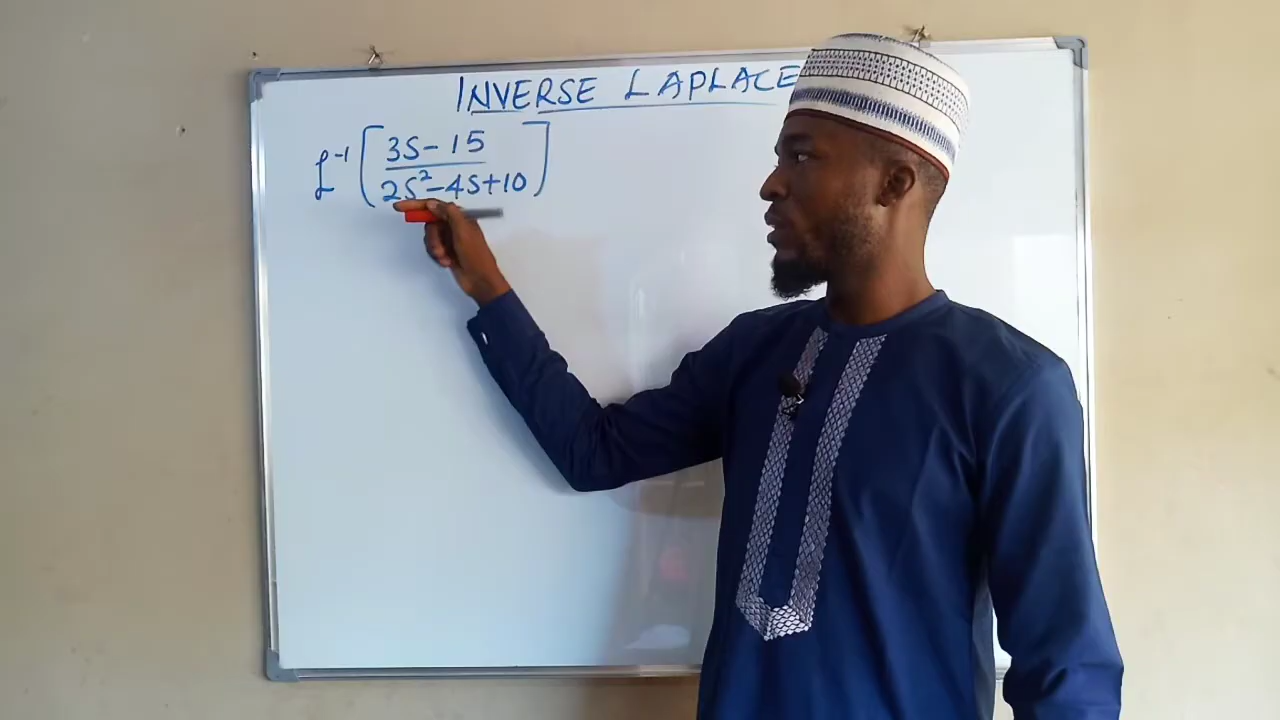 INVERSE LAPLACE
£⁻¹ [ 3S - 15
2S² - 4S + 10 ]